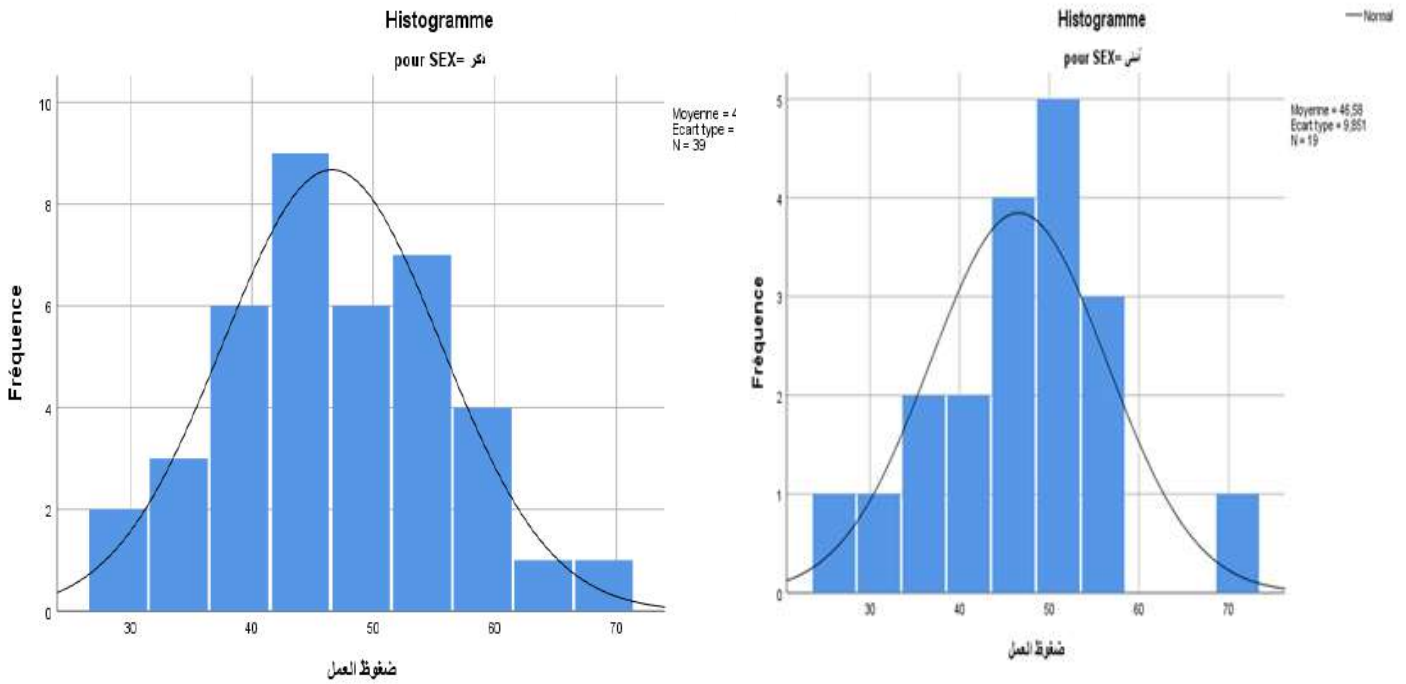 Histogramme
pour SEX= ذكر
Moyenne = 4
Ecart type =
N = 39
Fréquence
10
8
6
4
2
0
30 40 50 60 70
ضغوظ العمل
Histogramme
Normal
pour SEX= أنثى
Moyenne = 46,58
Ecart type = 9,851
N = 19
Fréquence
5
4
3
2
1
0
30 40 50 60 70
ضغوظ العمل